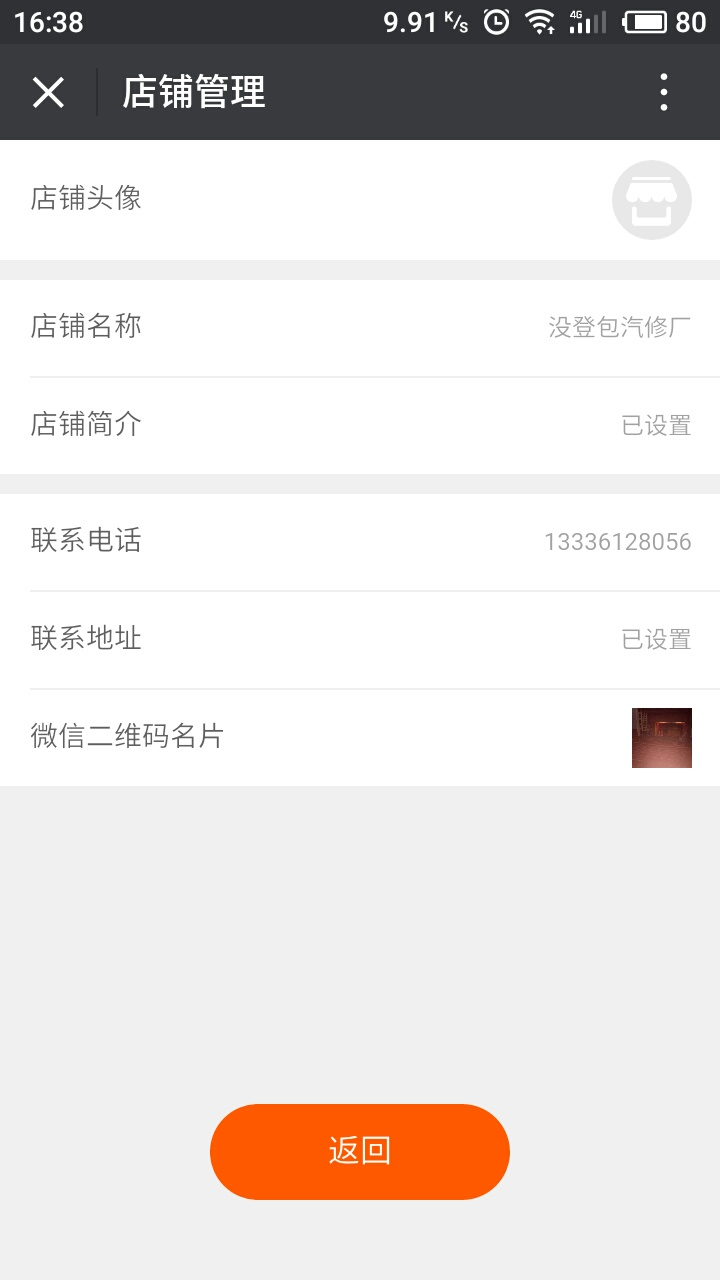 16:38 9.91 K/s 4G 80
店铺管理
店铺头像
店铺名称 没登包汽修厂
店铺简介 已设置
联系电话 13336128056
联系地址 已设置
微信二维码名片
返回